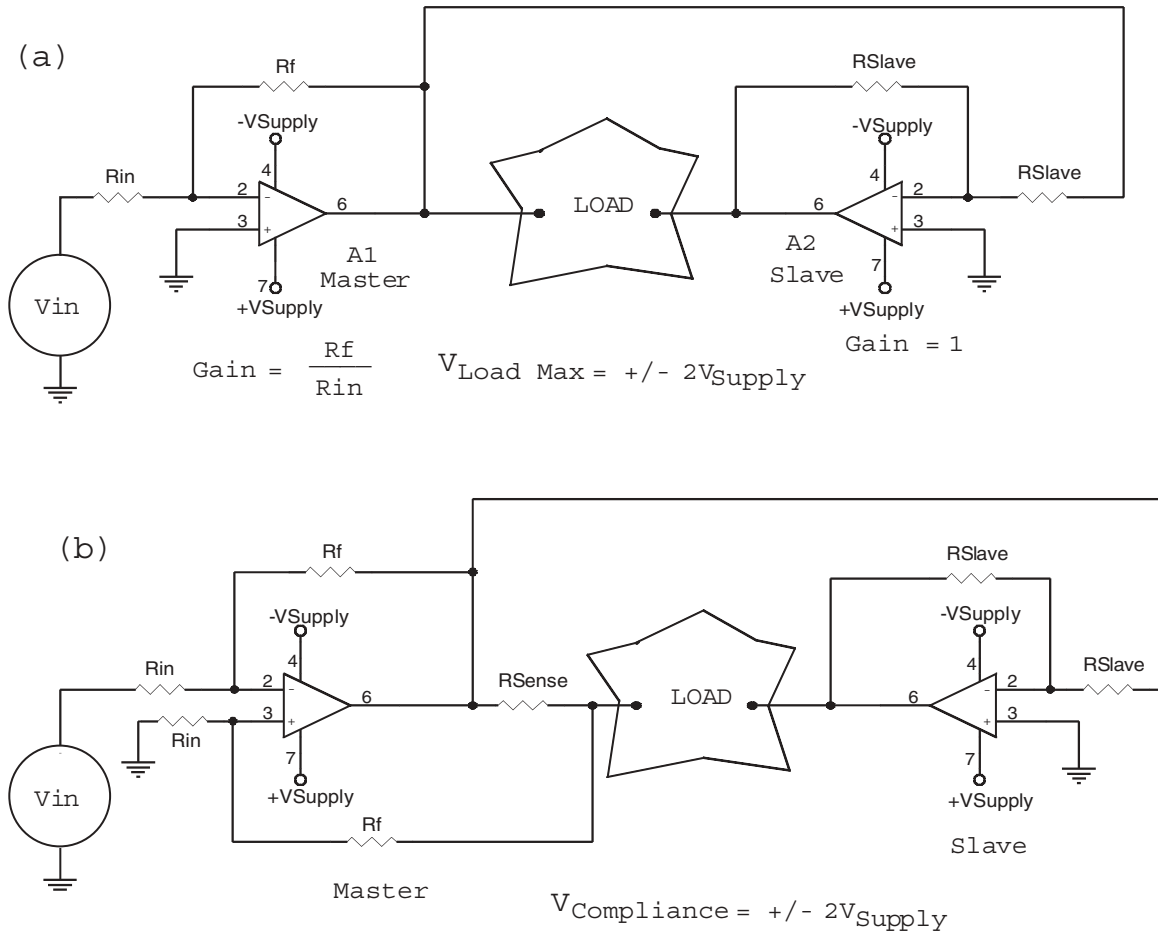 (a)
Rf
RSlave
-VSupply
-VSupply
4
4
Rin
RSlave
2
-
6
LOAD
6
-
2
3
+
+
3
A1
Master
A2
Slave
7
7
+VSupply
+VSupply
Vin
Gain = Rf
Rin
VLoad Max = +/- 2VSupply
Gain = 1
(b)
Rf
RSlave
-VSupply
-VSupply
4
4
Rin
RSlave
2
-
6
RSense
LOAD
6
-
2
3
+
+
3
Rin
7
7
+VSupply
+VSupply
Vin
Rf
Slave
Master
VCompliance = +/- 2VSupply